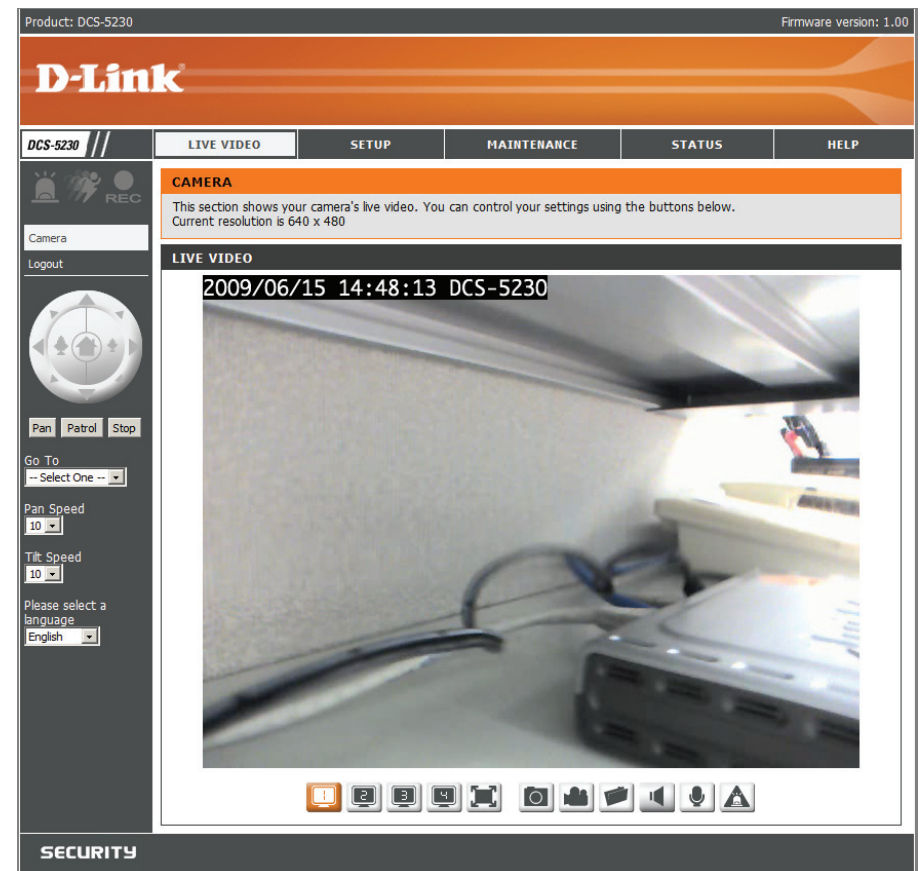 Product: DCS-5230
Firmware version: 1.00
D-Link®
DCS-5230
LIVE VIDEO
SETUP
MAINTENANCE
STATUS
HELP
REC
Camera
Logout
Pan
Patrol
Stop
Go To
-- Select One --
Pan Speed
10
Tilt Speed
10
Please select a
language
English
CAMERA
This section shows your camera's live video. You can control your settings using the buttons below.
Current resolution is 640 x 480
LIVE VIDEO
2009/06/15 14:48:13 DCS-5230
1
2
3
4
SECURITY